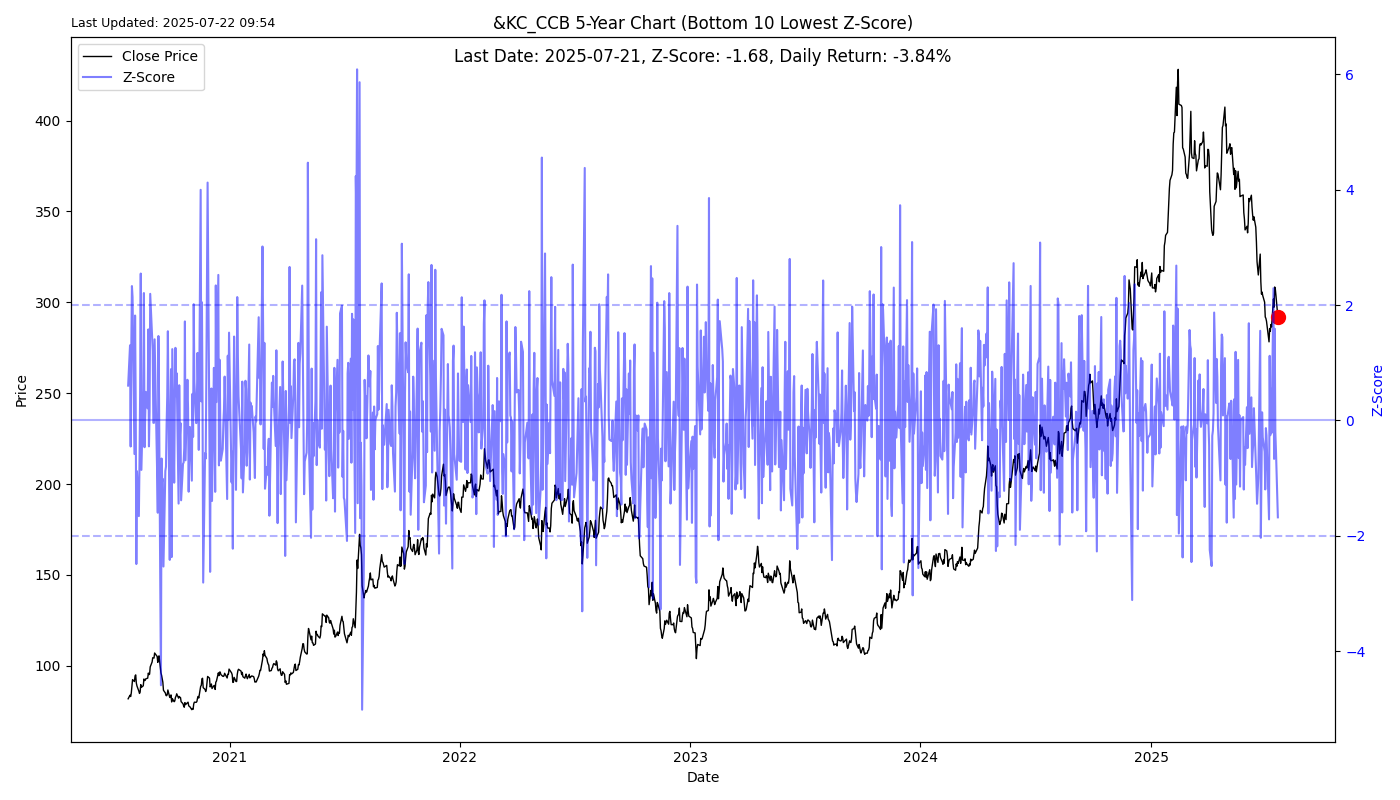 Last Updated: 2025-07-22 09:54
&KC_CCB 5-Year Chart (Bottom 10 Lowest Z-Score)
Last Date: 2025-07-21, Z-Score: -1.68, Daily Return: -3.84%
Close Price
Z-Score
400
350
300
250
200
150
100
Price
6
4
2
0
−2
−4
Z-Score
2021
2022
2023
2024
2025
Date